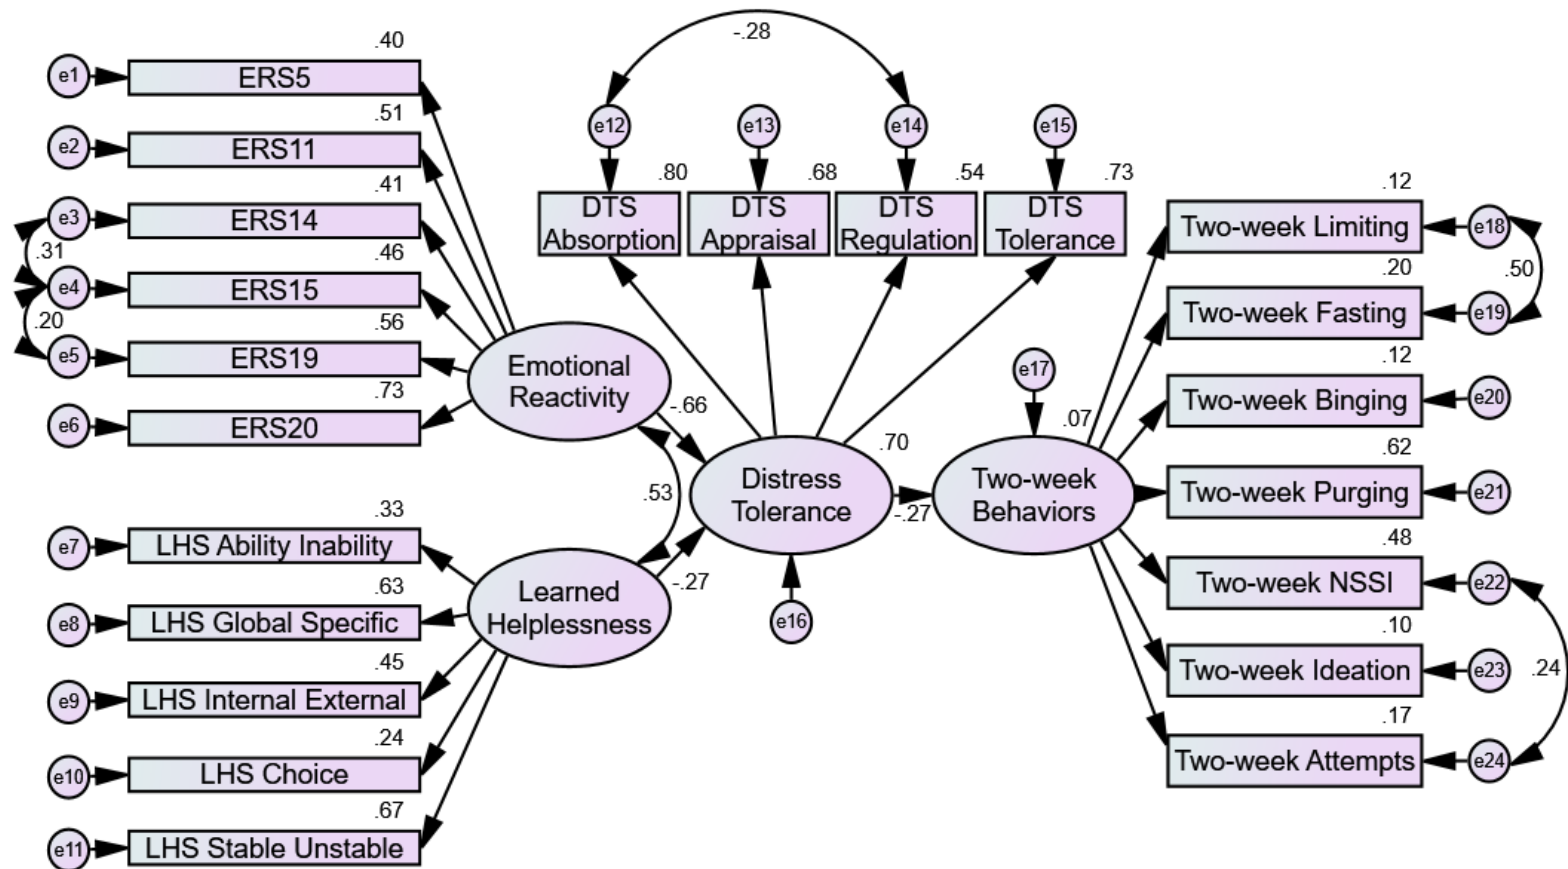 .40
e1
ERS5
.51
e2
ERS11
.41
e3
ERS14
.31
.46
e4
ERS15
.20
.56
e5
ERS19
.73
e6
ERS20
Emotional
Reactivity
-.66
.53
.33
e7
LHS Ability Inability
.63
e8
LHS Global Specific
.45
e9
LHS Internal External
.24
e10
LHS Choice
.67
e11
LHS Stable Unstable
Learned
Helplessness
-.27
-.28
e12
e13
e14
e15
.80
.68
.54
.73
DTS
Absorption
DTS
Appraisal
DTS
Regulation
DTS
Tolerance
.70
Distress
Tolerance
e16
-.27
e17
.07
Two-week
Behaviors
.12
Two-week Limiting
e18
.50
.20
Two-week Fasting
e19
.12
Two-week Binging
e20
.62
Two-week Purging
e21
.48
Two-week NSSI
e22
.10
Two-week Ideation
e23
.24
.17
Two-week Attempts
e24